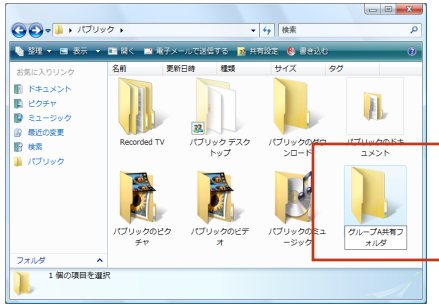 パブリック
検索
整理 表示 開く 電子メールで送信する 共有設定 書き込む
お気に入りリンク
ドキュメント
ピクチャ
ミュージック
最近の変更
検索
パブリック
フォルダ
名前 更新日時 種類 サイズ タグ
Recorded TV
パブリック デスク
トップ
パブリックのダウ
ンロード
パブリックのドキ
ュメント
パブリックのピク
チャ
パブリックのビデ
オ
パブリックのミュ
ージック
グループA共有フ
ォルダ
1 個の項目を選択